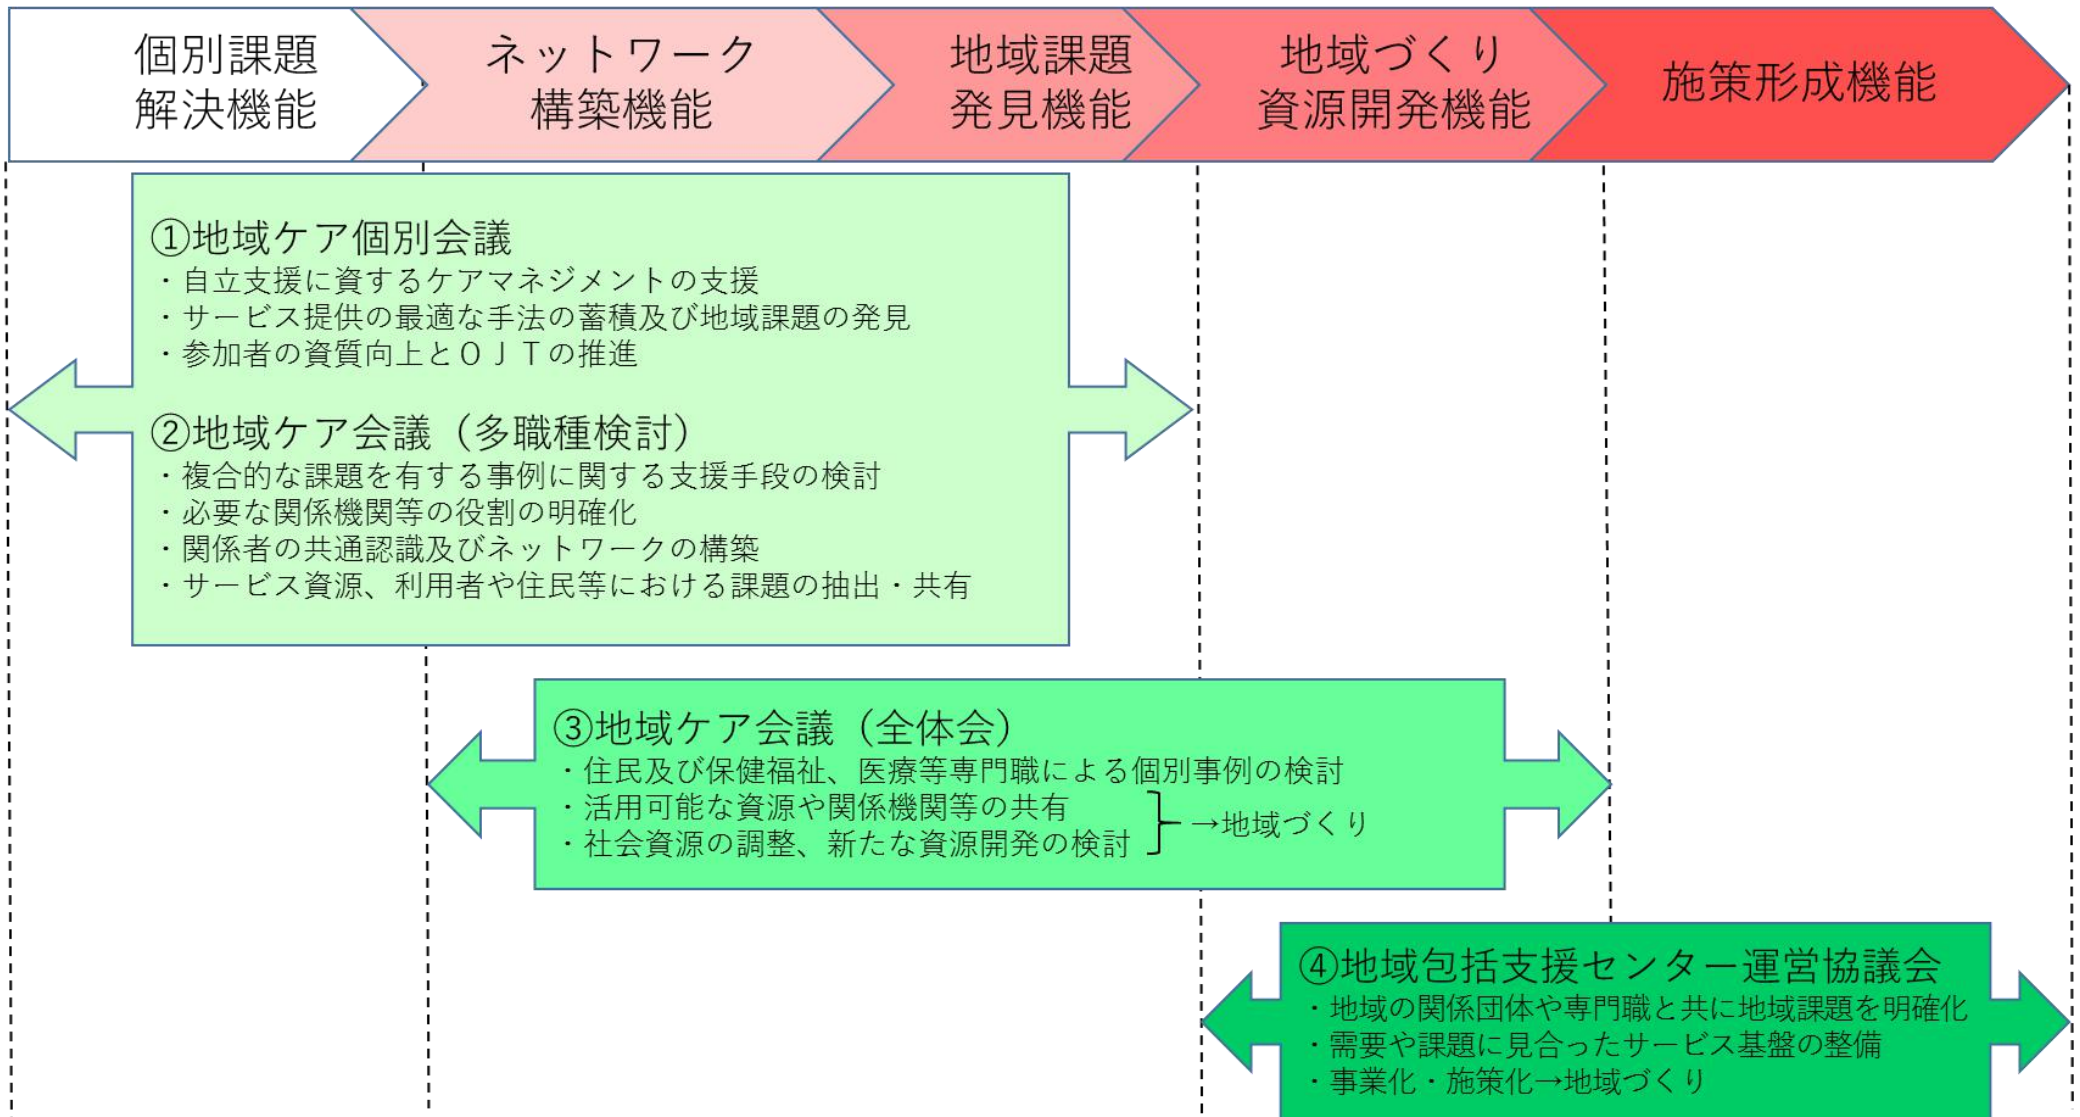 個別課題
解決機能
ネットワーク
構築機能
地域課題
発見機能
地域づくり
資源開発機能
施策形成機能
①地域ケア個別会議
・自立支援に資するケアマネジメントの支援
・サービス提供の最適な手法の蓄積及び地域課題の発見
・参加者の資質向上とＯＪＴの推進
②地域ケア会議（多職種検討）
・複合的な課題を有する事例に関する支援手段の検討
・必要な関係機関等の役割の明確化
・関係者の共通認識及びネットワークの構築
・サービス資源、利用者や住民等における課題の抽出・共有
③地域ケア会議（全体会）
・住民及び保健福祉、医療等専門職による個別事例の検討
・活用可能な資源や関係機関等の共有
・社会資源の調整、新たな資源開発の検討
→地域づくり
④地域包括支援センター運営協議会
・地域の関係団体や専門職と共に地域課題を明確化
・需要や課題に見合ったサービス基盤の整備
・事業化・施策化→地域づくり